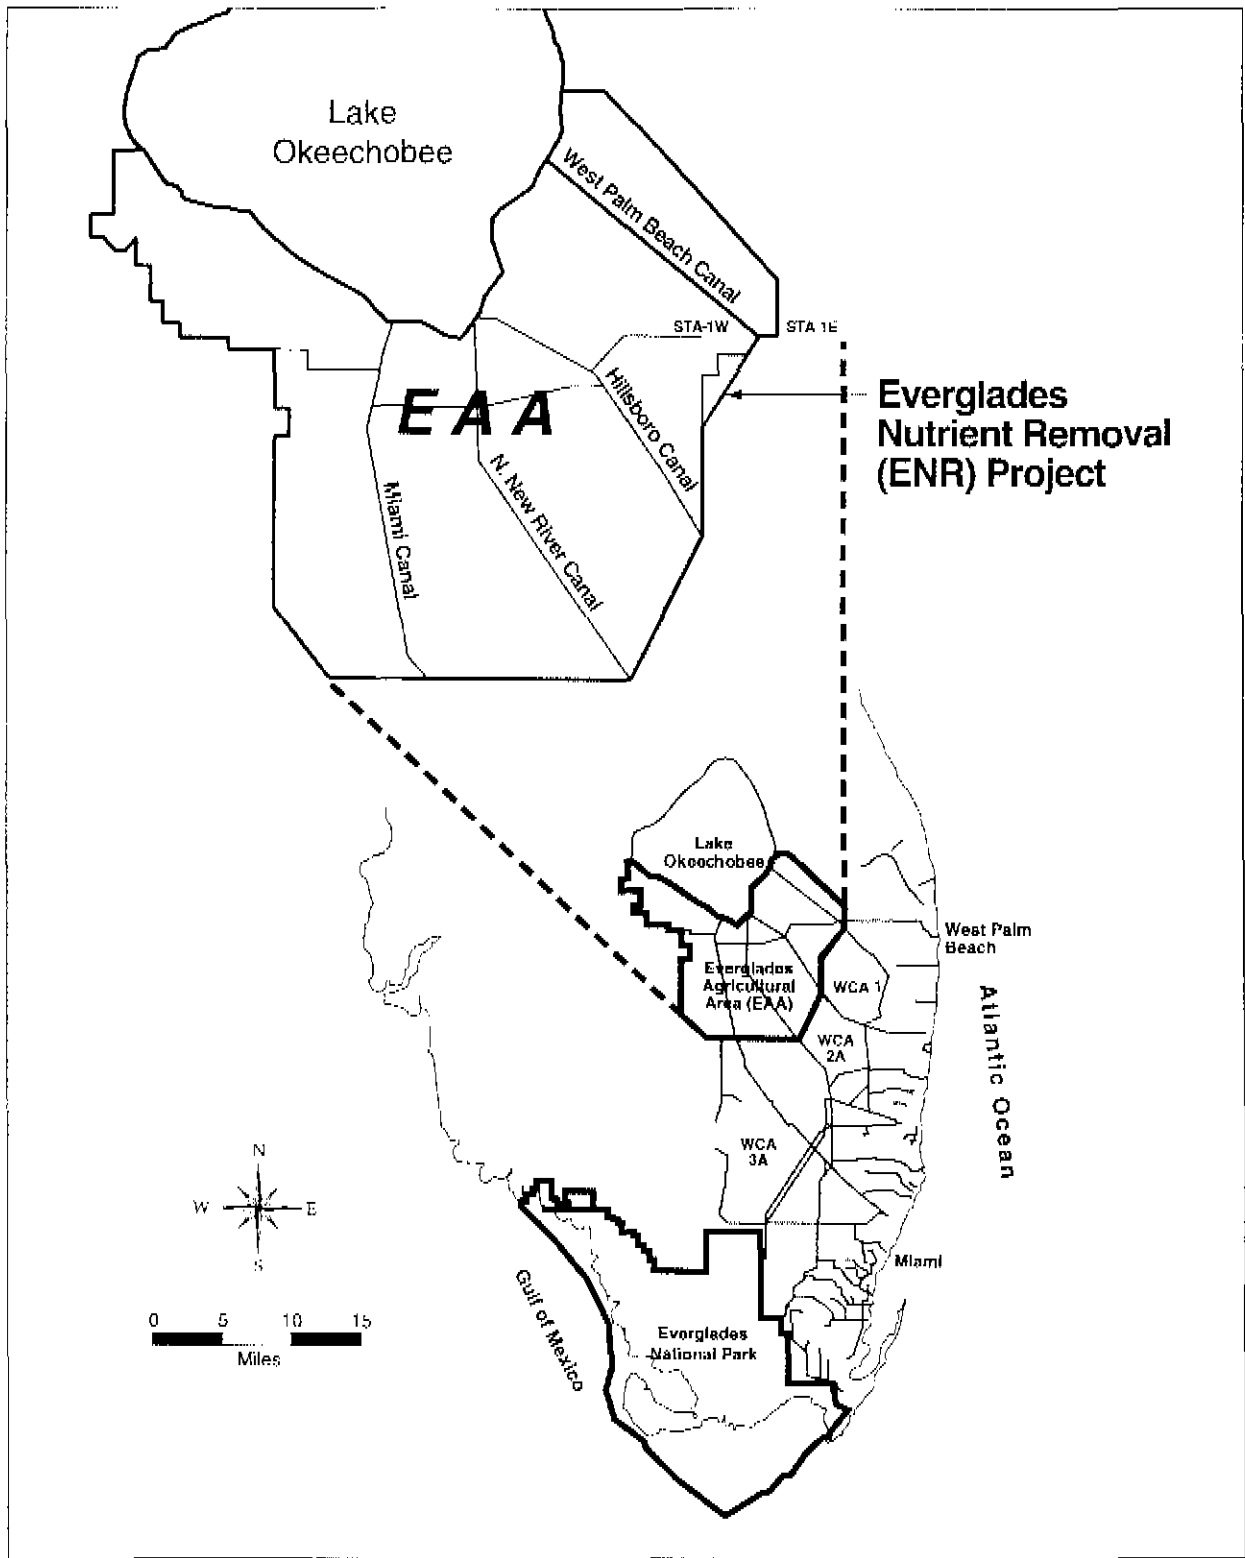 Lake
Okeechobee
West Palm Beach Canal
STA-1W
STA 1E
Everglades
Nutrient Removal
(ENR) Project
EAA
Hillsboro Canal
N. New River Canal
Miami Canal
Lake
Okeechobee
West Palm
Beach
Everglades
Agricultural
Area (EAA)
WCA 1
WCA
2A
Atlantic Ocean
WCA
3A
N
W
E
S
Miami
Gulf of Mexico
0 5 10 15
Miles
Everglades
National Park